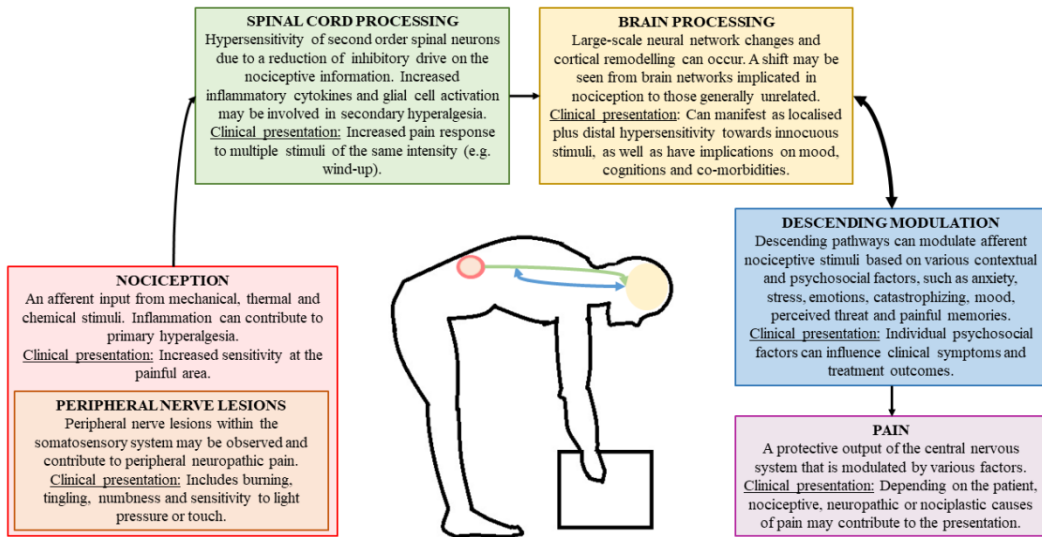 SPINAL CORD PROCESSING
Hypersensitivity of second order spinal neurons
due to a reduction of inhibitory drive on the
nociceptive information. Increased
inflammatory cytokines and glial cell activation
may be involved in secondary hyperalgesia.
Clinical presentation: Increased pain response
to multiple stimuli of the same intensity (e.g.
wind-up).
BRAIN PROCESSING
Large-scale neural network changes and
cortical remodelling can occur. A shift may be
seen from brain networks implicated in
nociception to those generally unrelated.
Clinical presentation: Can manifest as localised
plus distal hypersensitivity towards innocuous
stimuli, as well as have implications on mood,
cognitions and co-morbidities.
NOCICEPTION
An afferent input from mechanical, thermal and
chemical stimuli. Inflammation can contribute to
primary hyperalgesia.
Clinical presentation: Increased sensitivity at the
painful area.
PERIPHERAL NERVE LESIONS
Peripheral nerve lesions within the
somatosensory system may be observed and
contribute to peripheral neuropathic pain.
Clinical presentation: Includes burning,
tingling, numbness and sensitivity to light
pressure or touch.
DESCENDING MODULATION
Descending pathways can modulate afferent
nociceptive stimuli based on various contextual
and psychosocial factors, such as anxiety,
stress, emotions, catastrophizing, mood,
perceived threat and painful memories.
Clinical presentation: Individual psychosocial
factors can influence clinical symptoms and
treatment outcomes.
PAIN
A protective output of the central nervous
system that is modulated by various factors.
Clinical presentation: Depending on the patient,
nociceptive, neuropathic or nociplastic causes
of pain may contribute to the presentation.